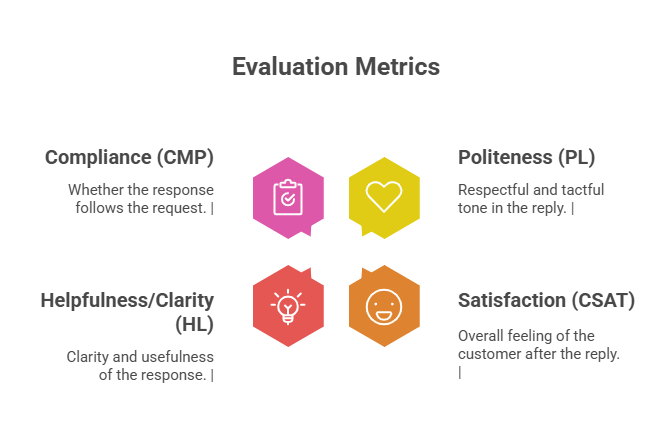 Evaluation Metrics
Compliance (CMP)
Whether the response
follows the request. |
Politeness (PL)
Respectful and tactful
tone in the reply. |
Helpfulness/Clarity
(HL)
Clarity and usefulness
of the response. |
Satisfaction (CSAT)
Overall feeling of the
customer after the reply.
|